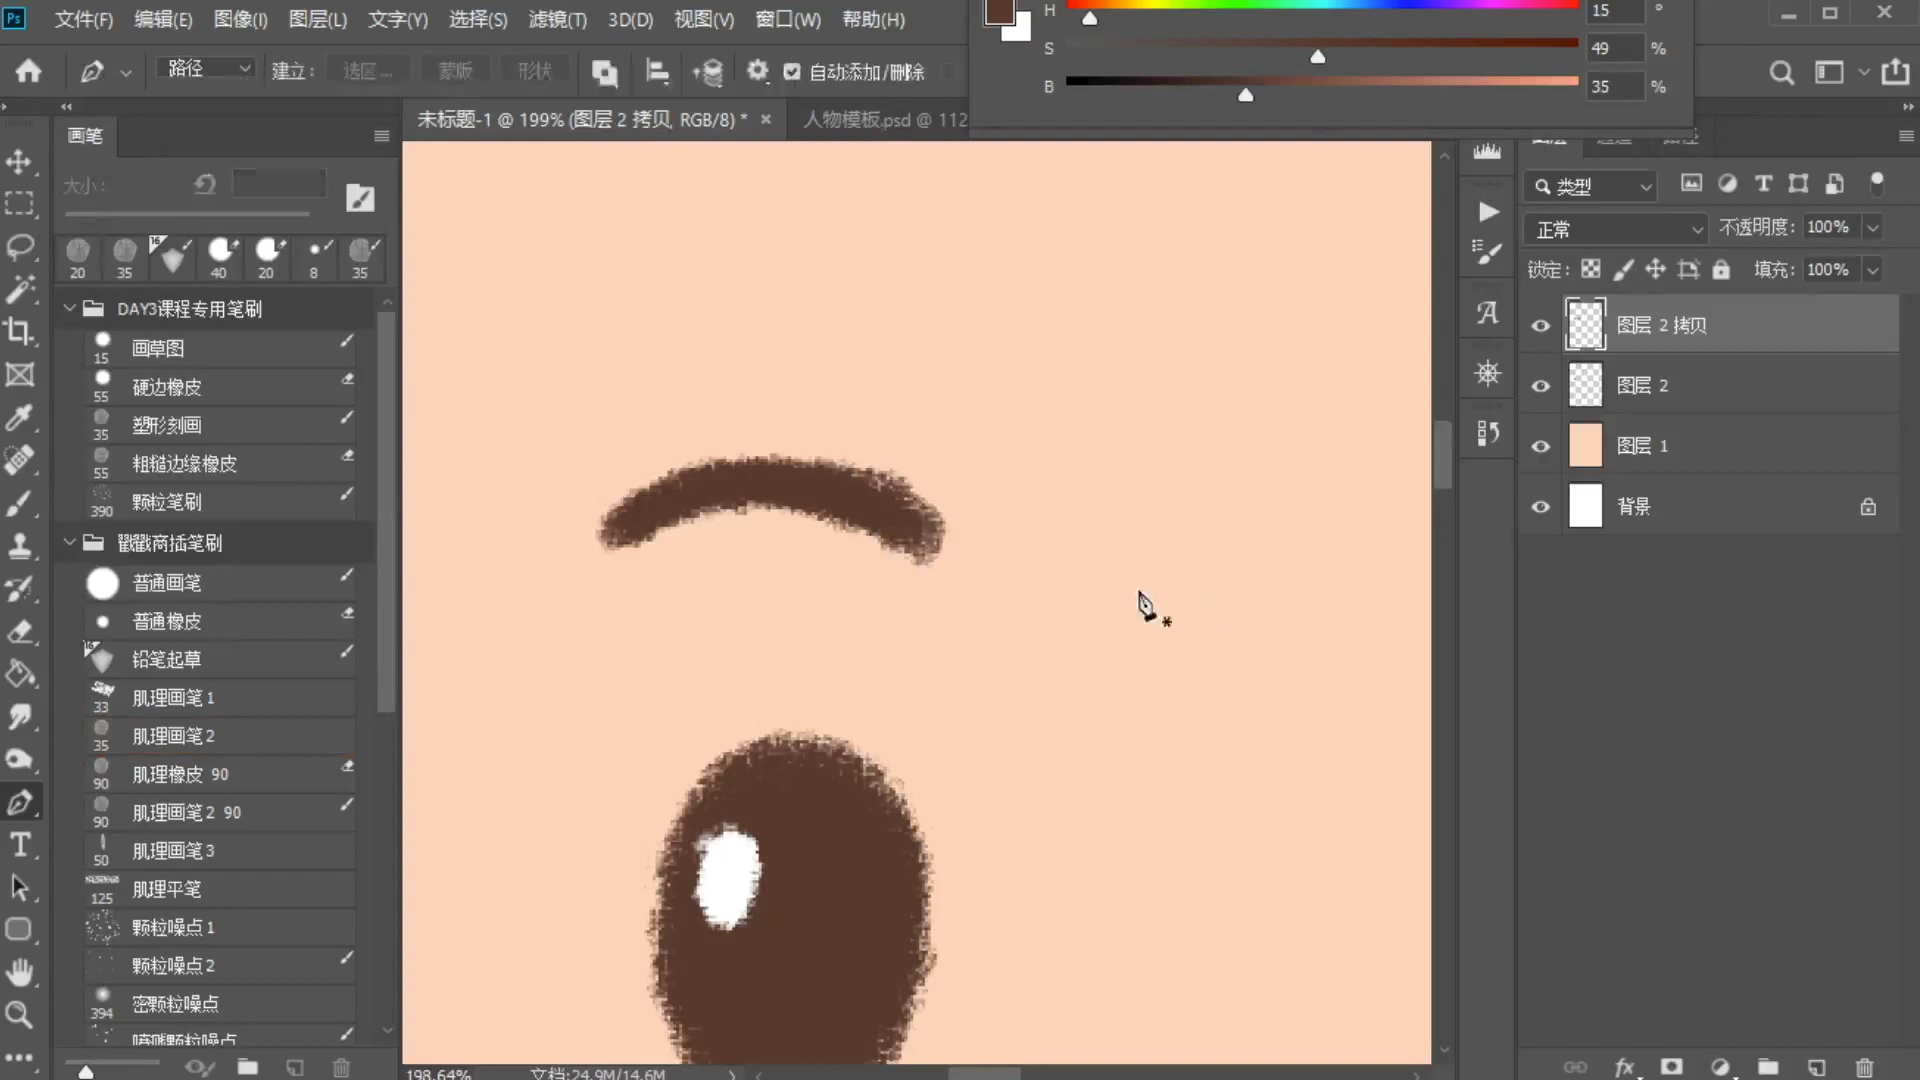 Ps 文件(F) 编辑(E) 图像(I) 图层(L) 文字(Y) 选择(S) 滤镜(T) 3D(D) 视图(V) 窗口(W) 帮助(H)
H 15 °
S 49 %
B 35 %
路径 建立： 选区… 蒙版 形状 自动添加/删除
未标题-1 @ 199% (图层 2 拷贝, RGB/8) * ×
人物模板.psd @ 112
画笔
大小：
20 35 16 40 20 8 35
DAY3课程专用笔刷
画草图
15
硬边橡皮
55
塑形刻画
35
粗糙边缘橡皮
55
颗粒笔刷
390
戳戳商插笔刷
普通画笔
普通橡皮
铅笔起草
肌理画笔1
33
肌理画笔2
35
肌理橡皮 90
90
肌理画笔2 90
90
肌理画笔3
50
肌理平笔
125
颗粒噪点1
颗粒噪点2
密颗粒噪点
394
198.64% 文档:24.9M/14.6M
类型
正常 不透明度: 100%
锁定: 填充: 100%
图层 2 拷贝
图层 2
图层 1
背景
fx